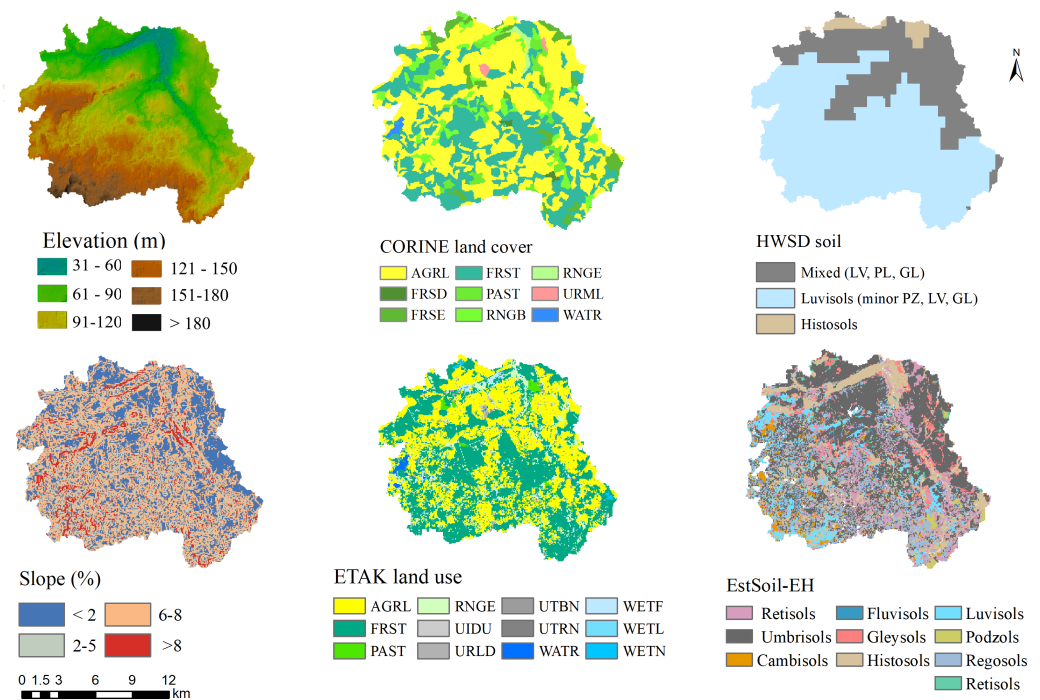 N
Elevation (m)
31 - 60
121 - 150
61 - 90
151-180
91-120
> 180
CORINE land cover
AGRL
FRST
RNGE
FRSD
PAST
URML
FRSE
RNGB
WATR
HWSD soil
Mixed (LV, PL, GL)
Luvisols (minor PZ, LV, GL)
Histosols
Slope (%)
< 2
6-8
2-5
>8
0 1.5 3 6 9 12
km
ETAK land use
AGRL
RNGE
UTBN
WETF
FRST
UIDU
UTRN
WETL
PAST
URLD
WATR
WETN
EstSoil-EH
Retisols
Fluvisols
Luvisols
Umbrisols
Gleysols
Podzols
Cambisols
Histosols
Regosols
Retisols